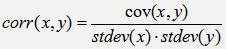 corr(x, y) = cov(x, y) / stdev(x) · stdev(y)